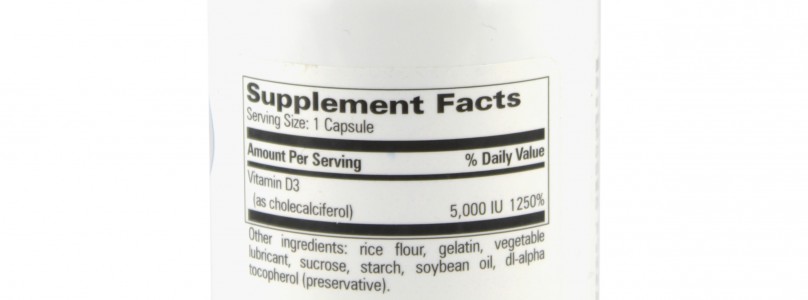 Supplement Facts
Serving Size: 1 Capsule
Amount Per Serving % Daily Value
Vitamin D3
(as cholecalciferol) 5,000 IU 1250%
Other ingredients: rice flour, gelatin, vegetable
lubricant, sucrose, starch, soybean oil, dl-alpha
tocopherol (preservative).